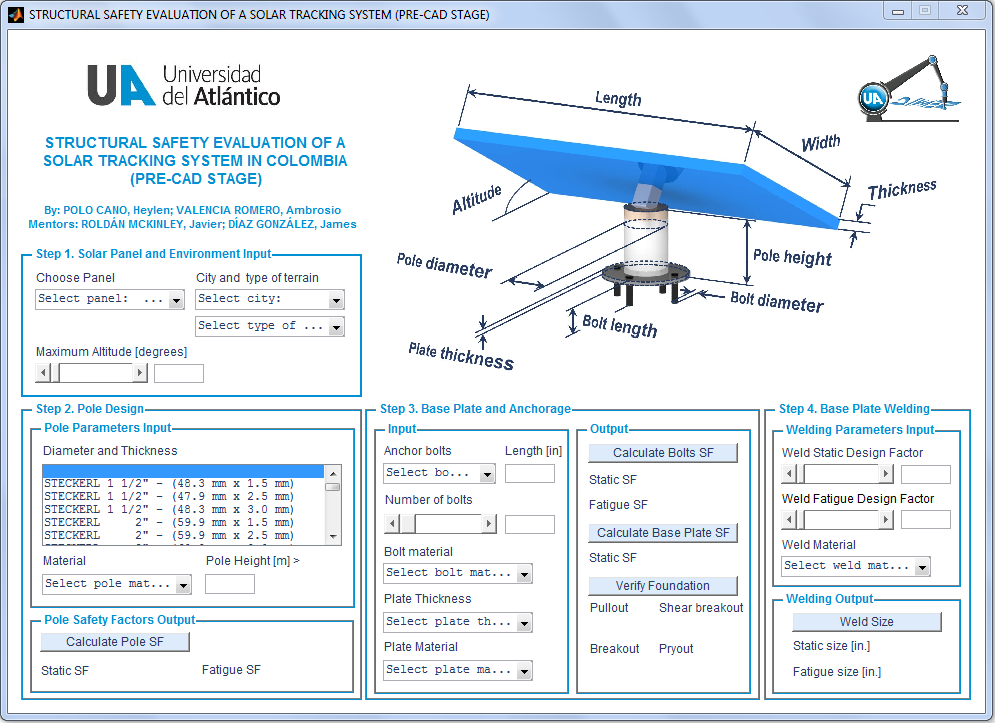 STRUCTURAL SAFETY EVALUATION OF A SOLAR TRACKING SYSTEM (PRE-CAD STAGE)
UA Universidad
del Atlántico
STRUCTURAL SAFETY EVALUATION OF A
SOLAR TRACKING SYSTEM IN COLOMBIA
(PRE-CAD STAGE)
By: POLO CANO, Heylen; VALENCIA ROMERO, Ambrosio
Mentors: ROLDÁN MCKINLEY, Javier; DÍAZ GONZÁLEZ, James
Length
Width
Thickness
Altitude
Pole diameter
Pole height
Bolt diameter
Bolt length
Plate thickness
UA
Step 1. Solar Panel and Environment Input
Choose Panel
City and type of terrain
Select panel: ...
Select city:
Select type of ...
Maximum Altitude [degrees]
Step 2. Pole Design
Pole Parameters Input
Diameter and Thickness
STECKERL 1 1/2" - (48.3 mm x 1.5 mm)
STECKERL 1 1/2" - (47.9 mm x 2.5 mm)
STECKERL 1 1/2" - (48.3 mm x 3.0 mm)
STECKERL 2" - (59.9 mm x 1.5 mm)
STECKERL 2" - (59.9 mm x 2.5 mm)
Material
Pole Height [m] >
Select pole mat...
Pole Safety Factors Output
Calculate Pole SF
Static SF
Fatigue SF
Step 3. Base Plate and Anchorage
Input
Anchor bolts
Length [in]
Select bo...
Number of bolts
Bolt material
Select bolt mat...
Plate Thickness
Select plate th...
Plate Material
Select plate ma...
Output
Calculate Bolts SF
Static SF
Fatigue SF
Calculate Base Plate SF
Static SF
Verify Foundation
Pullout
Shear breakout
Breakout
Pryout
Step 4. Base Plate Welding
Welding Parameters Input
Weld Static Design Factor
Weld Fatigue Design Factor
Weld Material
Select weld mat...
Welding Output
Weld Size
Static size [in.]
Fatigue size [in.]